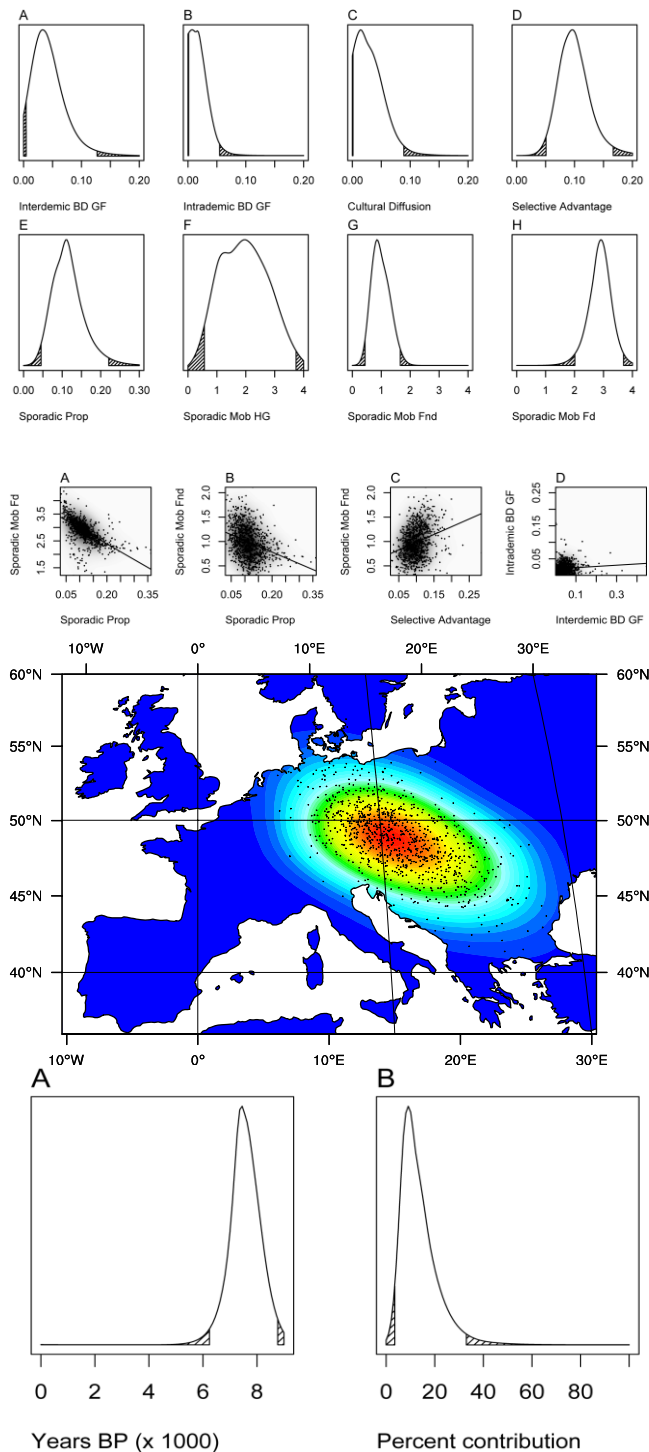 A B C D
0.00 0.10 0.20 0.00 0.10 0.20 0.00 0.10 0.20 0.00 0.10 0.20
Interdemic BD GF Intrademic BD GF Cultural Diffusion Selective Advantage
E F G H
0.00 0.10 0.20 0.30 0 1 2 3 4 0 1 2 3 4 0 1 2 3 4
Sporadic Prop Sporadic Mob HG Sporadic Mob Fnd Sporadic Mob Fd
A B C D
Sporadic Mob Fd
1.5 2.5 3.5
0.05 0.15 0.25 0.35
Sporadic Prop
Sporadic Mob Fnd
0.5 1.0 1.5 2.0
0.05 0.15 0.25 0.35
Sporadic Prop
Sporadic Mob Fnd
0.5 1.0 1.5 2.0
0.05 0.15 0.25
Selective Advantage
Intrademic BD GF
0.05 0.15 0.25
0.1 0.3
Interdemic BD GF
10°W 0° 10°E 20°E 30°E
60°N 60°N
55°N 55°N
50°N 50°N
45°N 45°N
40°N 40°N
10°W 0° 10°E 20°E 30°E
A B
0 2 4 6 8 0 20 40 60 80
Years BP (x 1000) Percent contribution